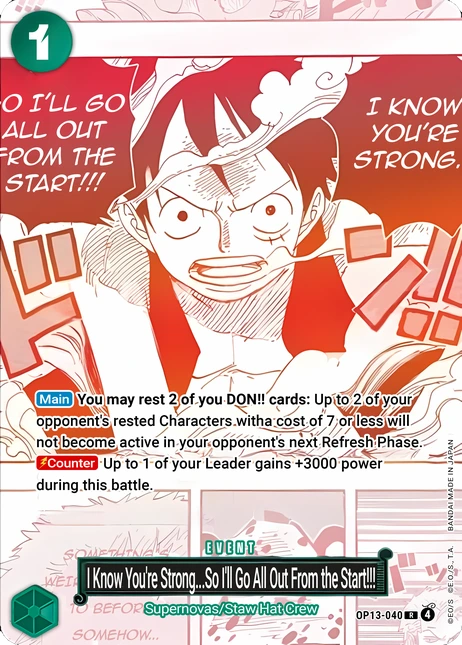 1
O I'LL GO
ALL OUT
FROM THE
START!!!
I KNOW
YOU'RE
STRONG.
Main You may rest 2 of you DON!! cards: Up to 2 of your
opponent's rested Characters witha cost of 7 or less will
not become active in your opponent's next Refresh Phase.
Counter Up to 1 of your Leader gains +3000 power
during this battle.
SOMETHING'S
TO BEFOR
SOMEHOW...
EVENT
I Know You're Strong...So I'll Go All Out From the Start!!!
Supernovas/Staw Hat Crew
OP13-040 R 4
©E.O/S ©E.O./S., T.A. BANDAI MADE IN JAPAN